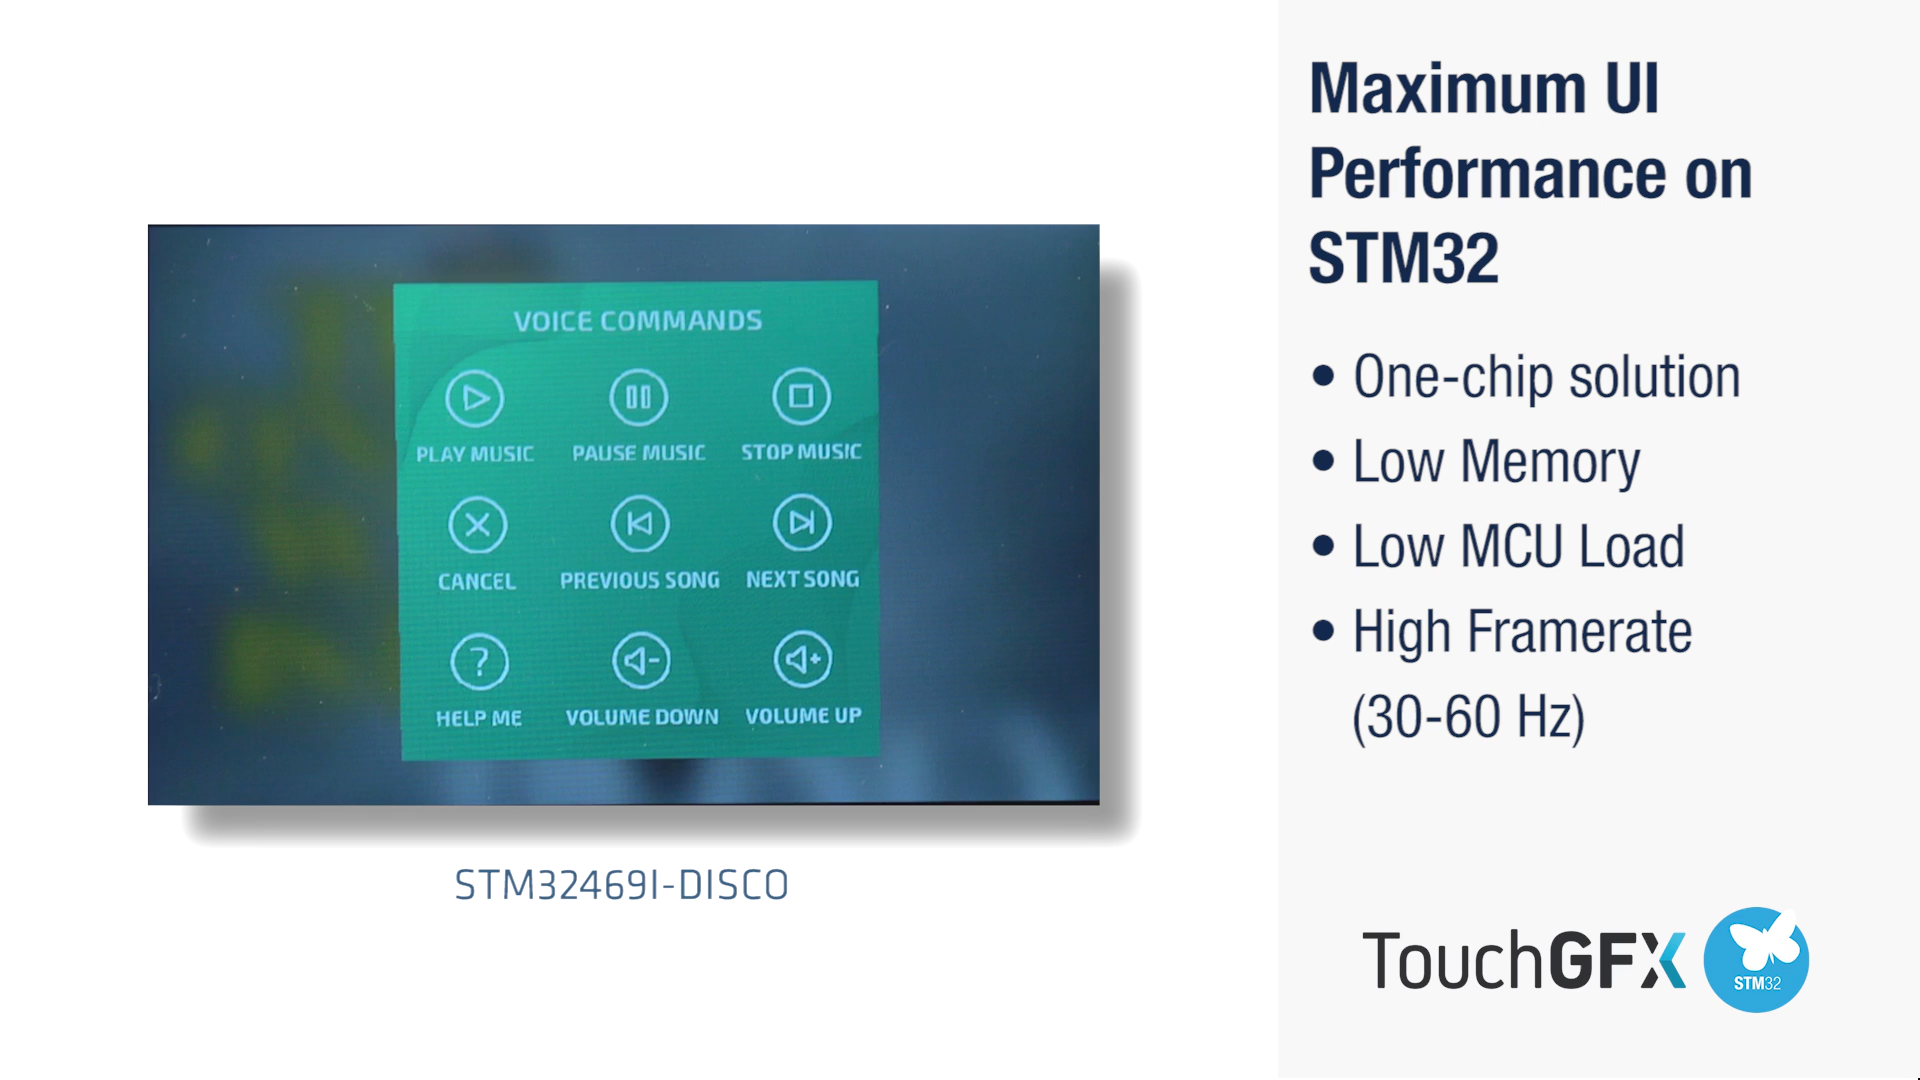 VOICE COMMANDS
PLAY MUSIC PAUSE MUSIC STOP MUSIC
CANCEL PREVIOUS SONG NEXT SONG
HELP ME VOLUME DOWN VOLUME UP
STM32469I-DISCO
Maximum UI
Performance on
STM32
• One-chip solution
• Low Memory
• Low MCU Load
• High Framerate
(30-60 Hz)
TouchGFX
STM32